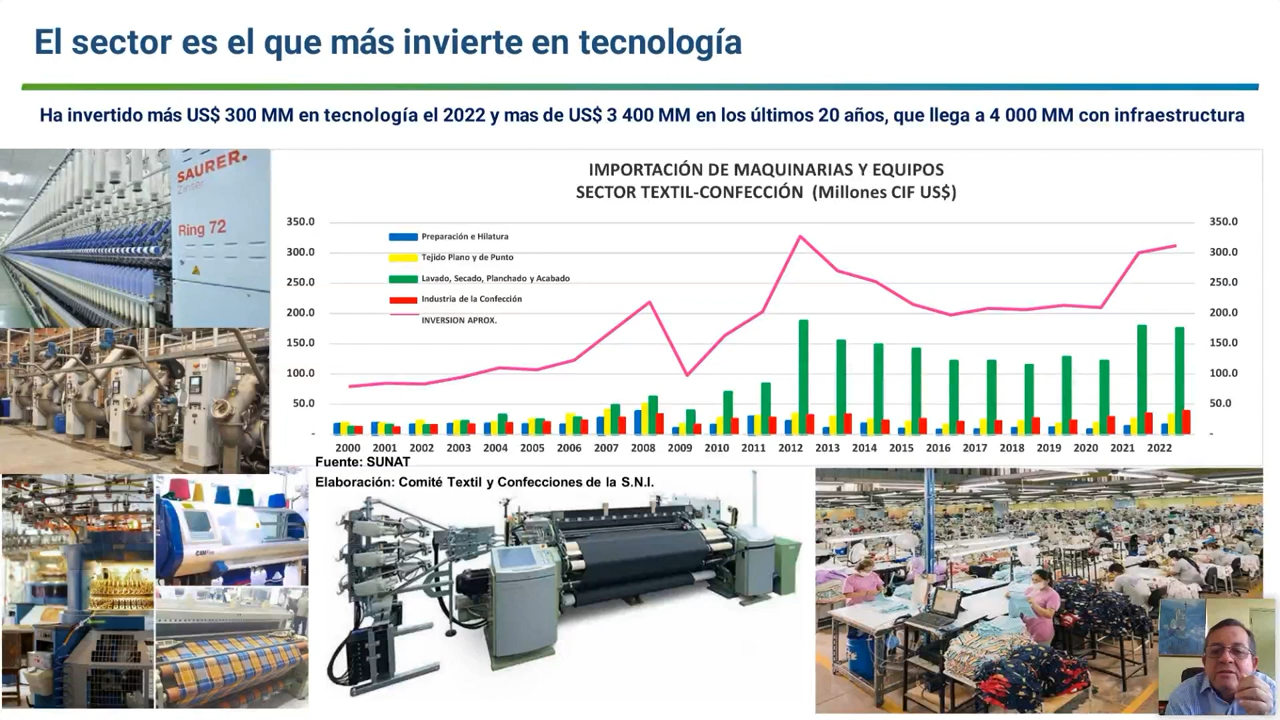 El sector es el que más invierte en tecnología
Ha invertido más US$ 300 MM en tecnología el 2022 y mas de US$ 3 400 MM en los últimos 20 años, que llega a 4 000 MM con infraestructura
SAURER.
Zinser
Ring 72
IMPORTACIÓN DE MAQUINARIAS Y EQUIPOS
SECTOR TEXTIL-CONFECCIÓN (Millones CIF US$)
350.0 350.0
300.0 300.0
250.0 250.0
200.0 200.0
150.0 150.0
100.0 100.0
50.0 50.0
- -
Preparación e Hilatura
Tejido Plano y de Punto
Lavado, Secado, Planchado y Acabado
Industria de la Confección
INVERSION APROX.
2000 2001 2002 2003 2004 2005 2006 2007 2008 2009 2010 2011 2012 2013 2014 2015 2016 2017 2018 2019 2020 2021 2022
Fuente: SUNAT
Elaboración: Comité Textil y Confecciones de la S.N.I.